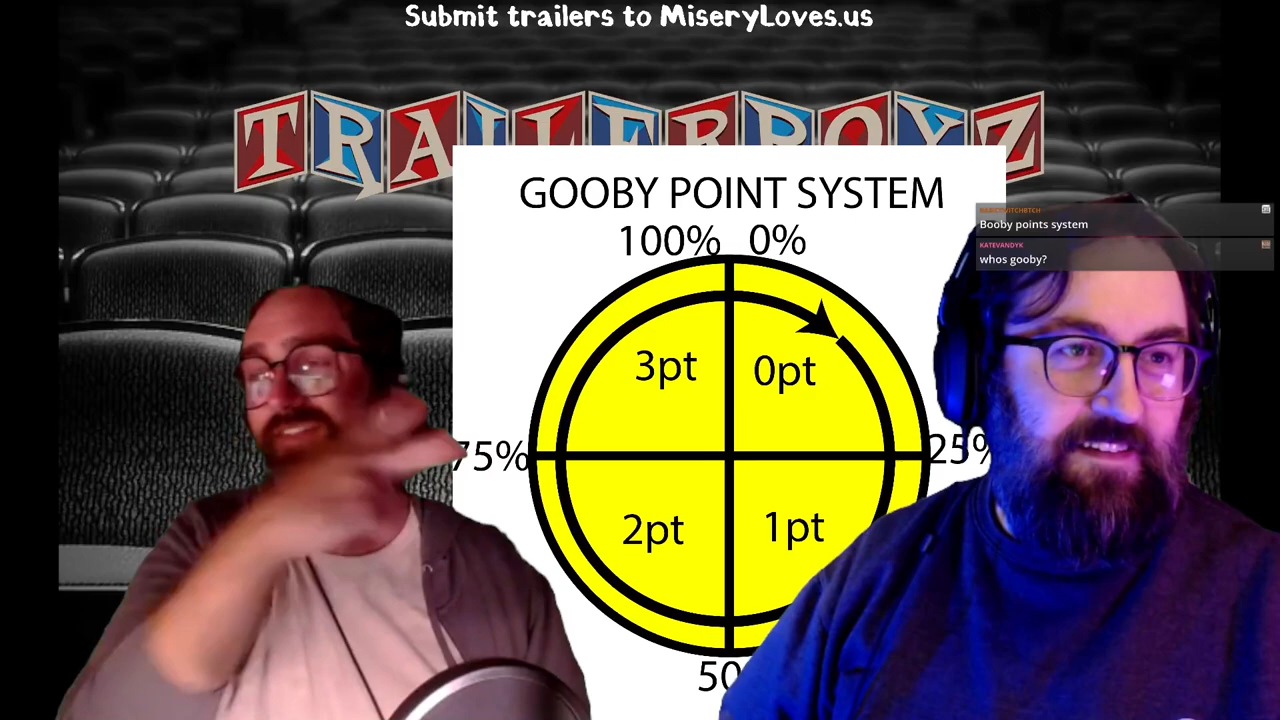 Submit trailers to MiseryLoves.us
TRAILERBOYZ
GOOBY POINT SYSTEM
100% 0%
Booby points system
KATEVANDYK
whos gooby?
3pt 0pt
75% 25%
2pt 1pt
50